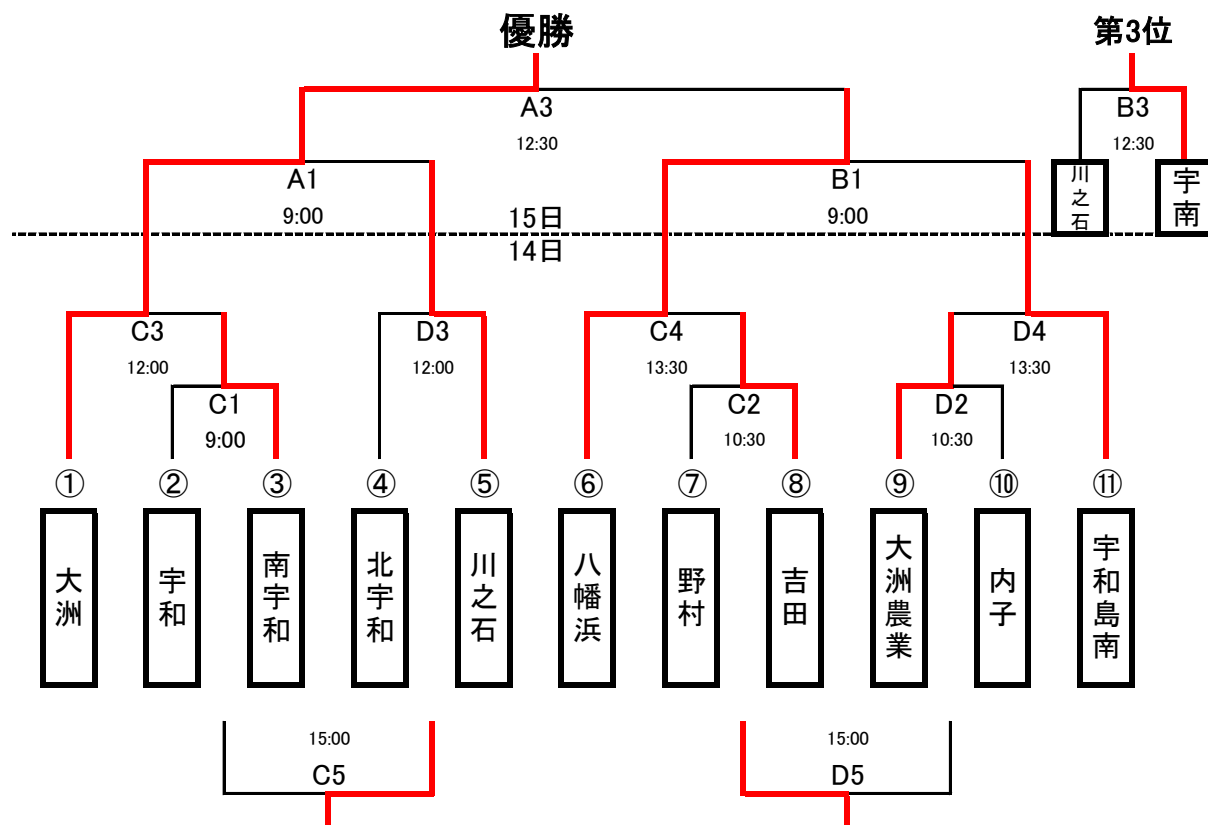 優勝
第3位
A3
12:30
B3
12:30
川之石
宇南
A1
9:00
B1
9:00
15日
14日
C3
12:00
D3
12:00
C4
13:30
D4
13:30
C1
9:00
C2
10:30
D2
10:30
① ② ③ ④ ⑤ ⑥ ⑦ ⑧ ⑨ ⑩ ⑪
大洲
宇和
南宇和
北宇和
川之石
八幡浜
野村
吉田
大洲農業
内子
宇和島南
15:00
C5
15:00
D5